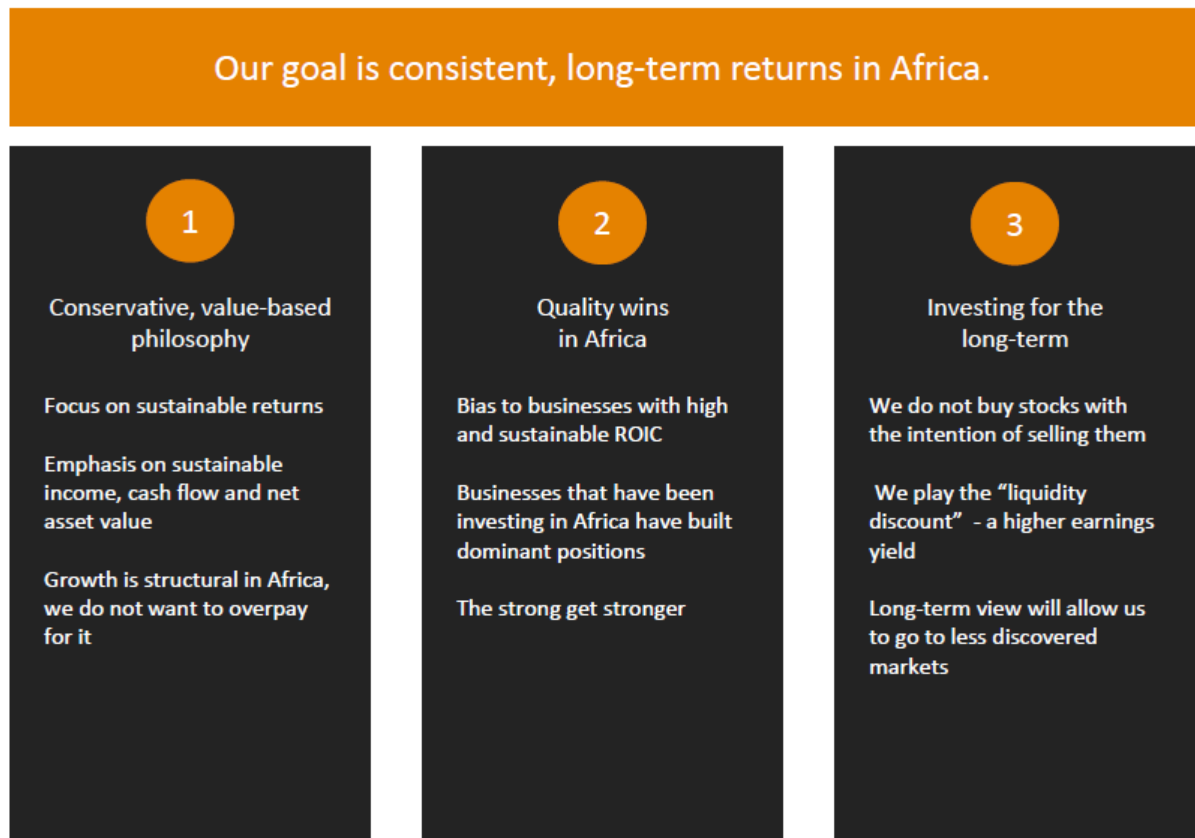 Our goal is consistent, long-term returns in Africa.
1
Conservative, value-based
philosophy
Focus on sustainable returns
Emphasis on sustainable
income, cash flow and net
asset value
Growth is structural in Africa,
we do not want to overpay
for it
2
Quality wins
in Africa
Bias to businesses with high
and sustainable ROIC
Businesses that have been
investing in Africa have built
dominant positions
The strong get stronger
3
Investing for the
long-term
We do not buy stocks with
the intention of selling them
We play the “liquidity
discount” - a higher earnings
yield
Long-term view will allow us
to go to less discovered
markets